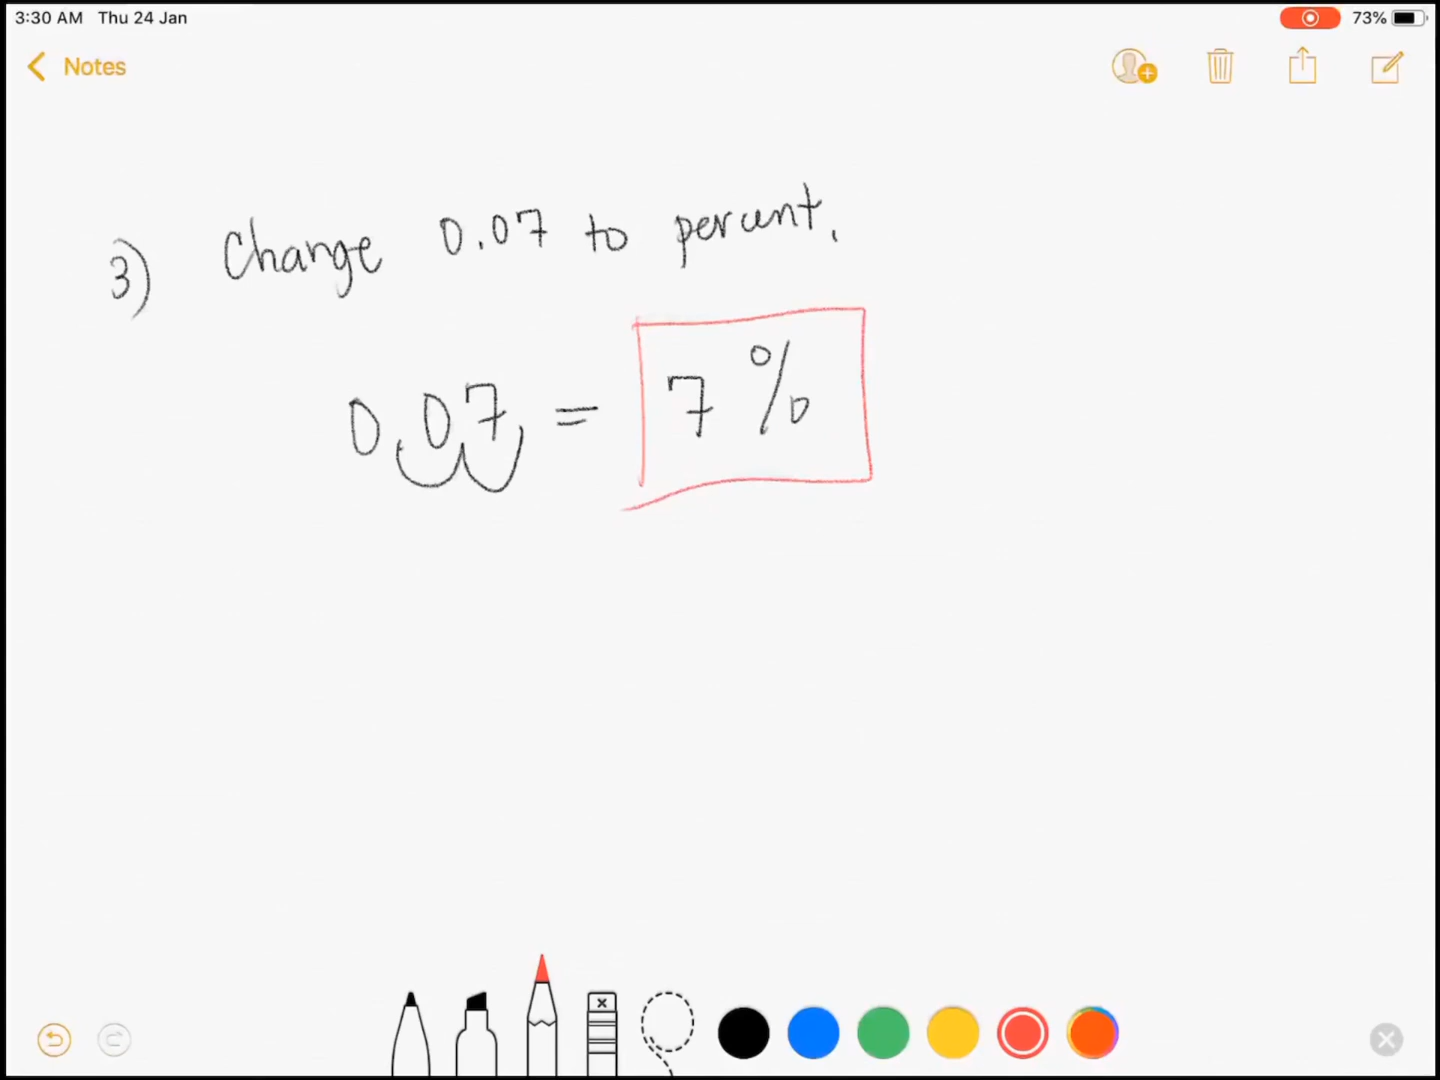 3:30 AM Thu 24 Jan
73%
Notes
3) Change 0.07 to percent.
0.07 = 7 %